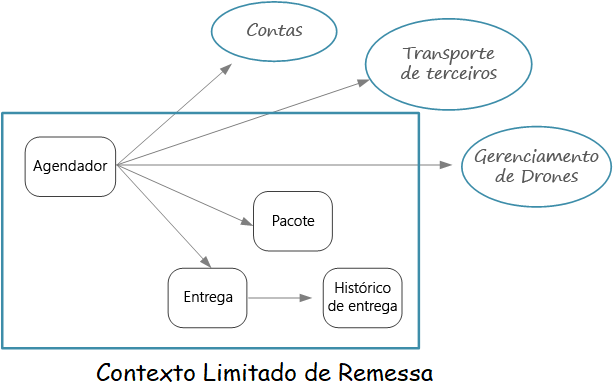 Contas
Transporte
de terceiros
Agendador
Gerenciamento
de Drones
Pacote
Entrega
Histórico
de entrega
Contexto Limitado de Remessa